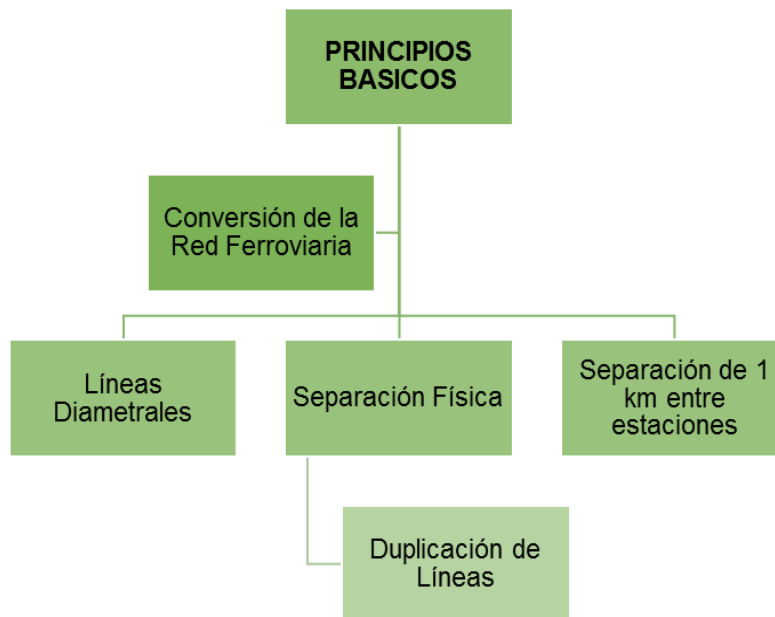 PRINCIPIOS
BASICOS
Conversión de la
Red Ferroviaria
Líneas
Diametrales
Separación Física
Separación de 1
km entre
estaciones
Duplicación de
Líneas